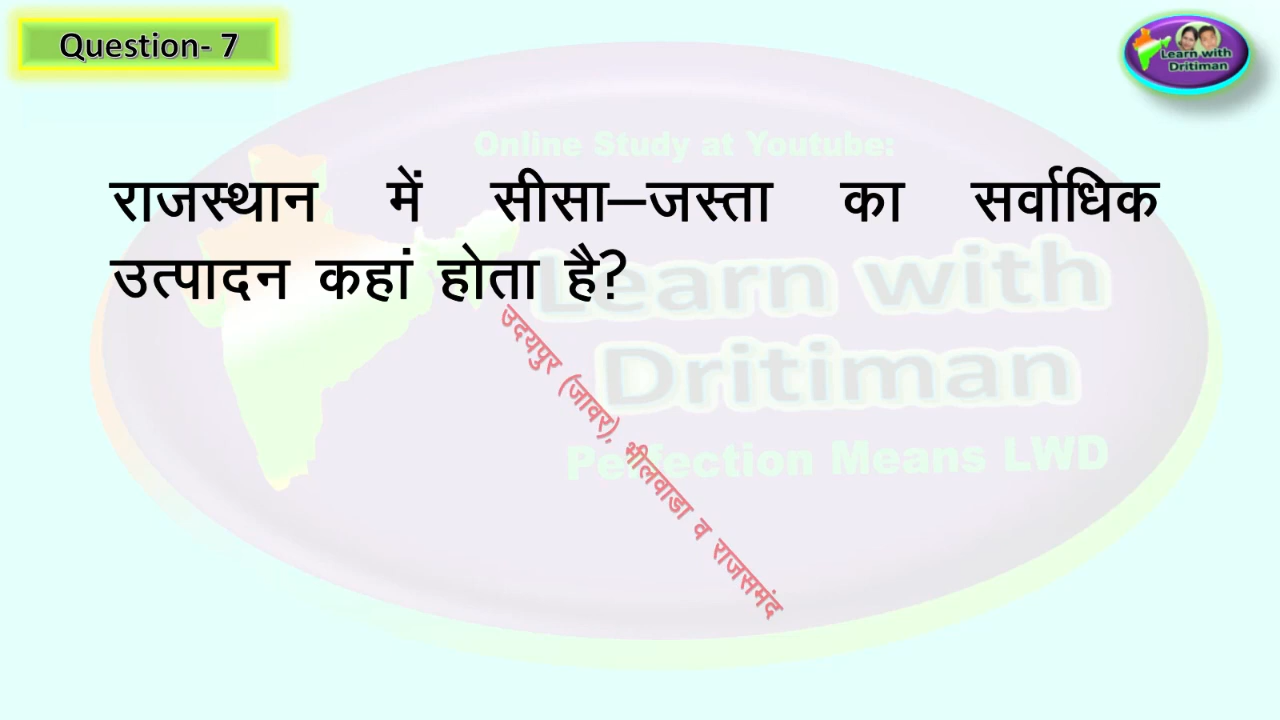 Question- 7
Learn with
Dritiman
Online Study at Youtube:
राजस्थान में सीसा–जस्ता का सर्वाधिक
उत्पादन कहां होता है?
Learn with
Dritiman
Perfection Means LWD
उदयपुर (जावर), भीलवाडा व राजसमंद